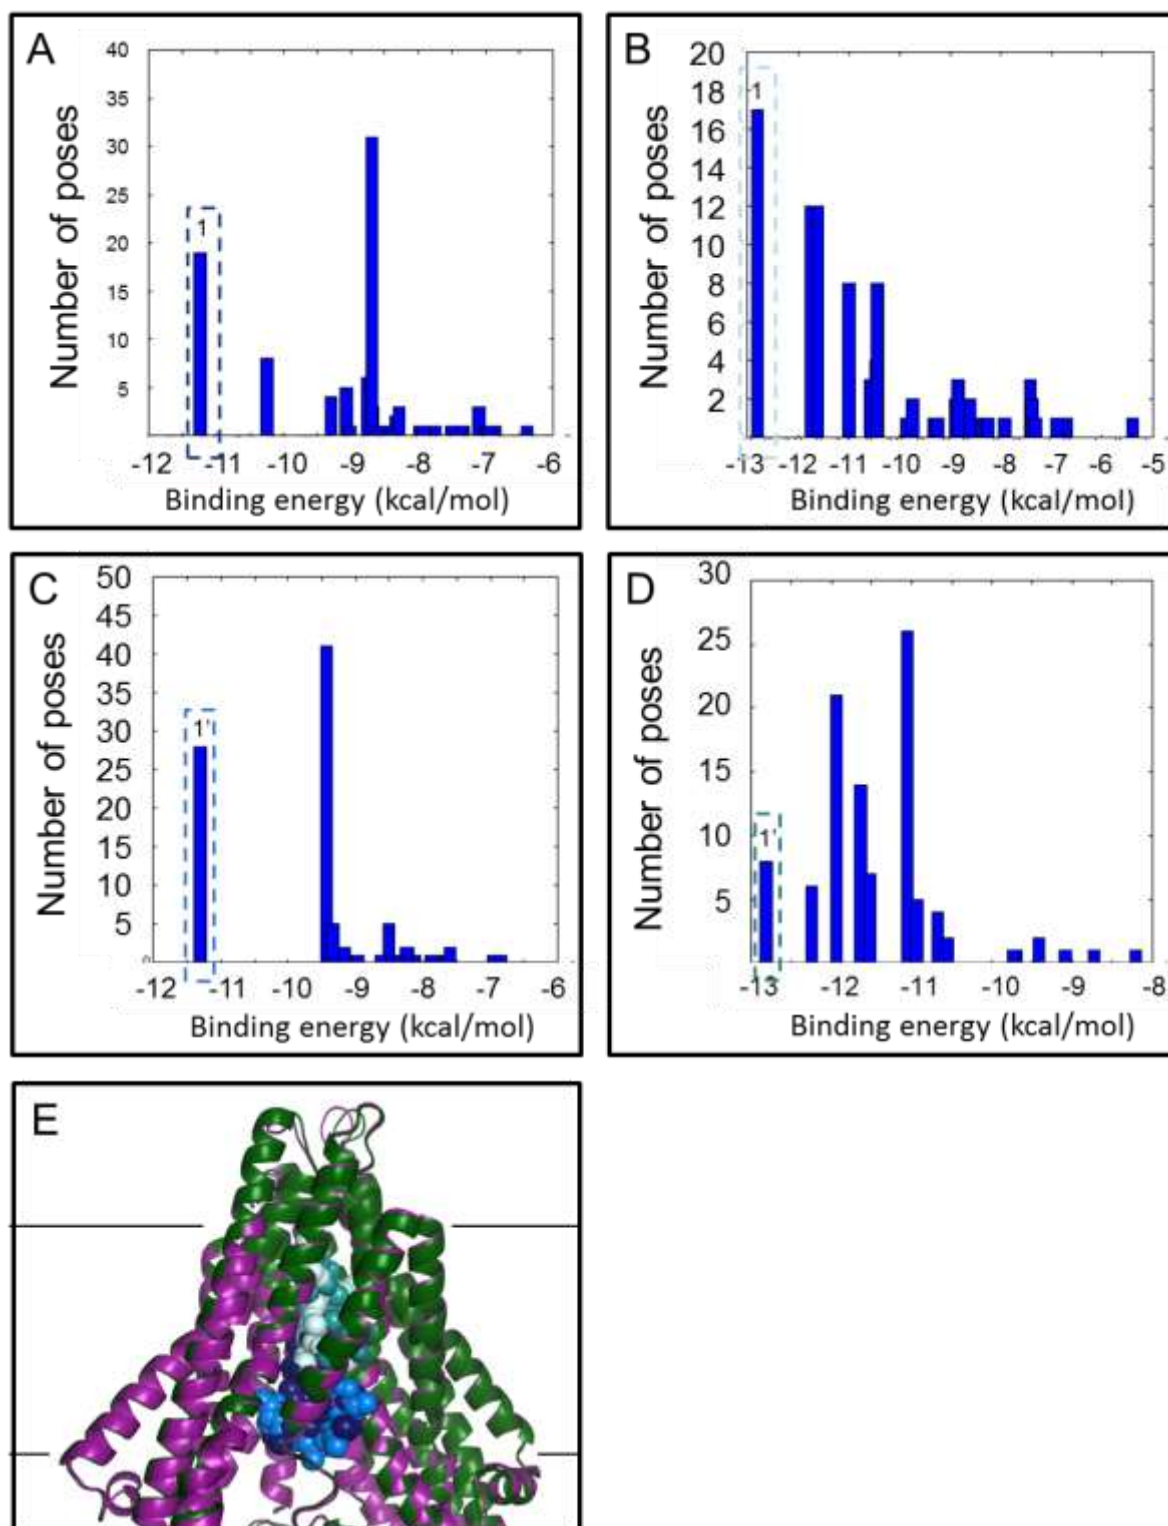 A
Number of poses
40
35
30
25
20
15
10
5
1
-12 -11 -10 -9 -8 -7 -6
Binding energy (kcal/mol)
B
Number of poses
20
18
16
14
12
10
8
6
4
2
1
-13 -12 -11 -10 -9 -8 -7 -6 -5
Binding energy (kcal/mol)
C
Number of poses
50
45
40
35
30
25
20
15
10
5
0
1'
-12 -11 -10 -9 -8 -7 -6
Binding energy (kcal/mol)
D
Number of poses
30
25
20
15
10
5
1'
-13 -12 -11 -10 -9 -8
Binding energy (kcal/mol)
E